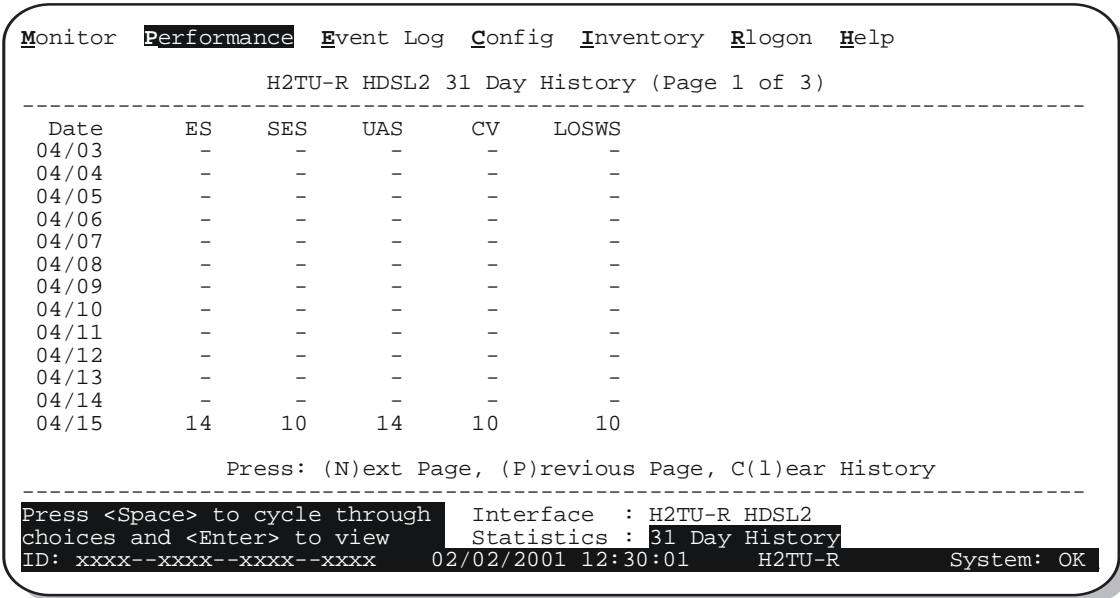 Monitor  Performance  Event Log  Config  Inventory  Rlogon  Help
H2TU-R HDSL2 31 Day History (Page 1 of 3)
-------------------------------------------------------------------------------
Date      ES    SES    UAS    CV    LOSWS
04/03      -      -      -      -        -
04/04      -      -      -      -        -
04/05      -      -      -      -        -
04/06      -      -      -      -        -
04/07      -      -      -      -        -
04/08      -      -      -      -        -
04/09      -      -      -      -        -
04/10      -      -      -      -        -
04/11      -      -      -      -        -
04/12      -      -      -      -        -
04/13      -      -      -      -        -
04/14      -      -      -      -        -
04/15     14     10     14     10       10
Press: (N)ext Page, (P)revious Page, C(l)ear History
-------------------------------------------------------------------------------
Press <Space> to cycle through  Interface  : H2TU-R HDSL2
choices and <Enter> to view  Statistics : 31 Day History
ID: xxxx--xxxx--xxxx--xxxx  02/02/2001 12:30:01  H2TU-R  System: OK